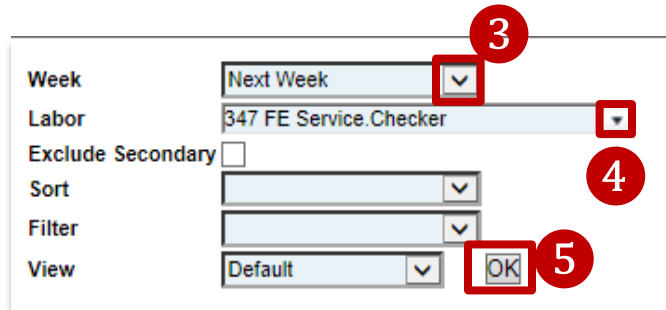 3
Week Next Week
Labor 347 FE Service.Checker
Exclude Secondary
4
Sort
Filter
View Default OK 5